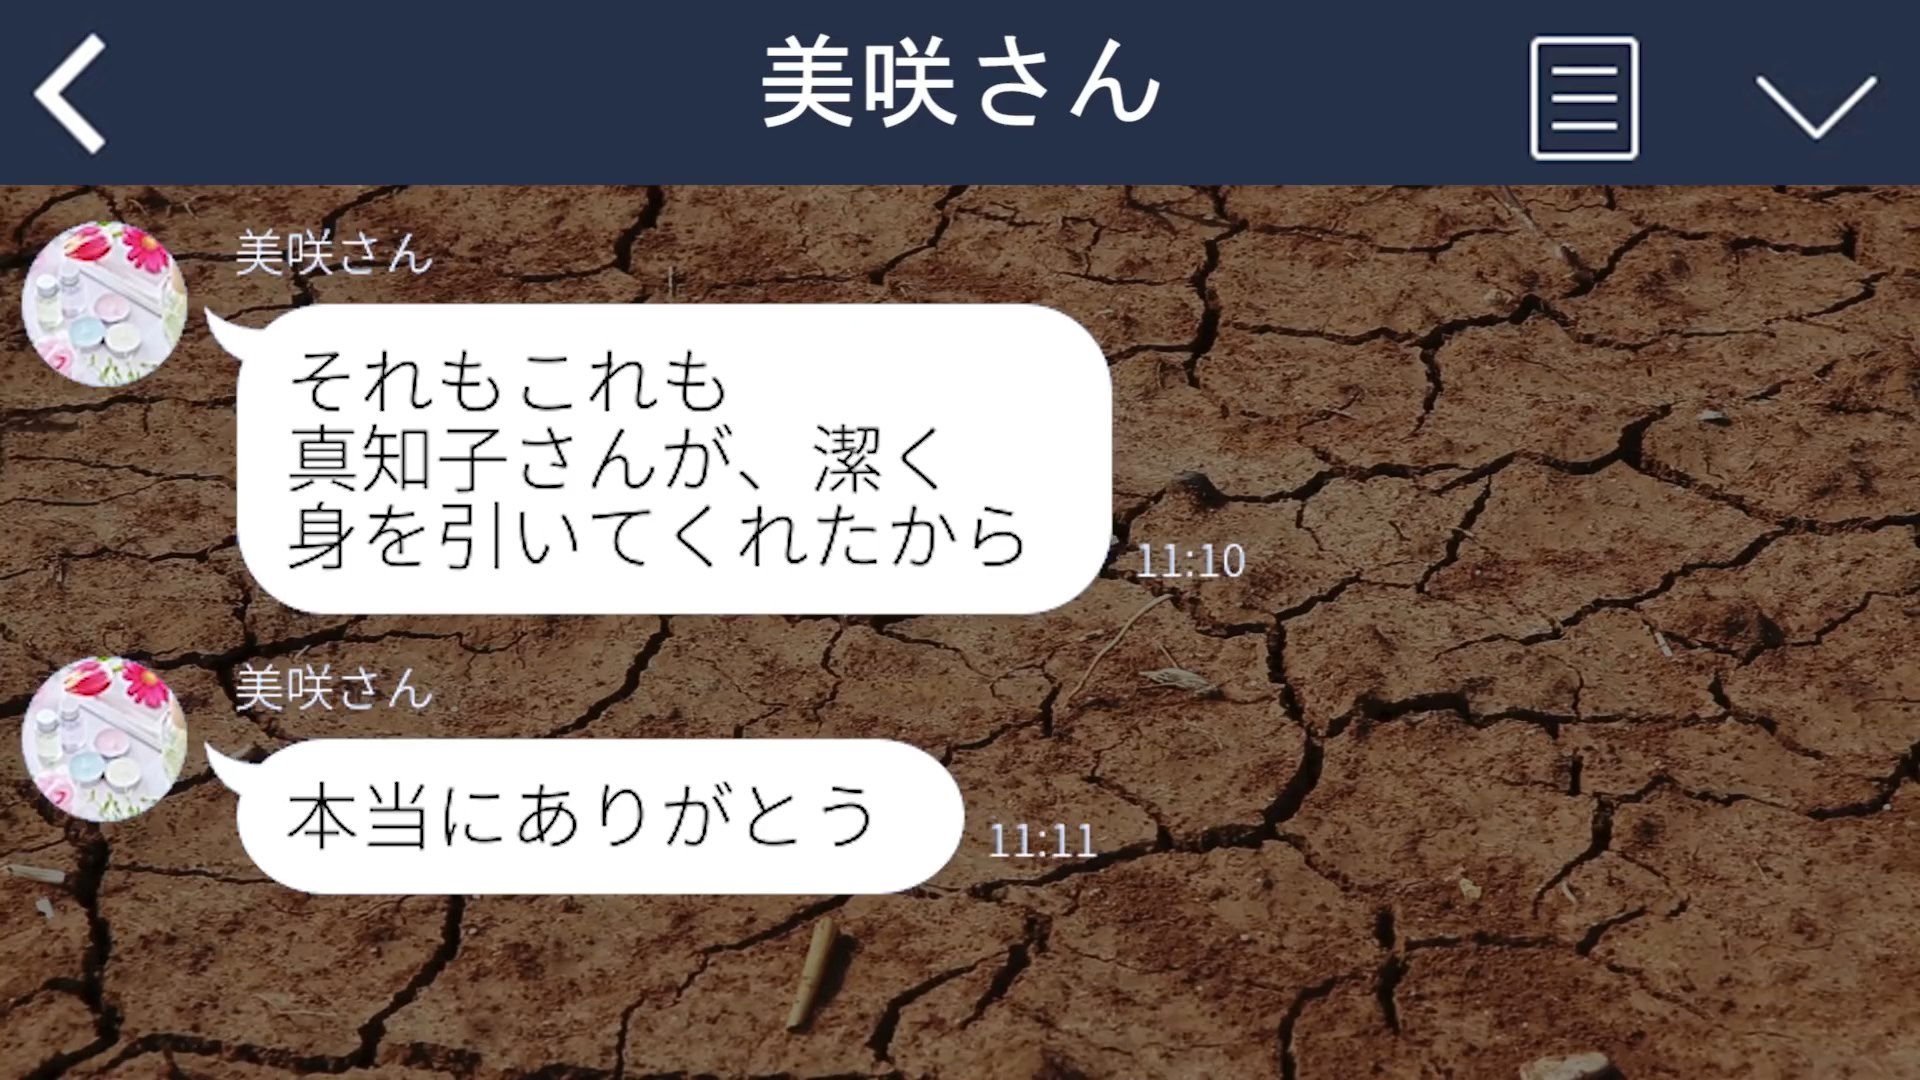 美咲さん
美咲さん
それもこれも
真知子さんが、潔く
身を引いてくれたから
11:10
美咲さん
本当にありがとう
11:11